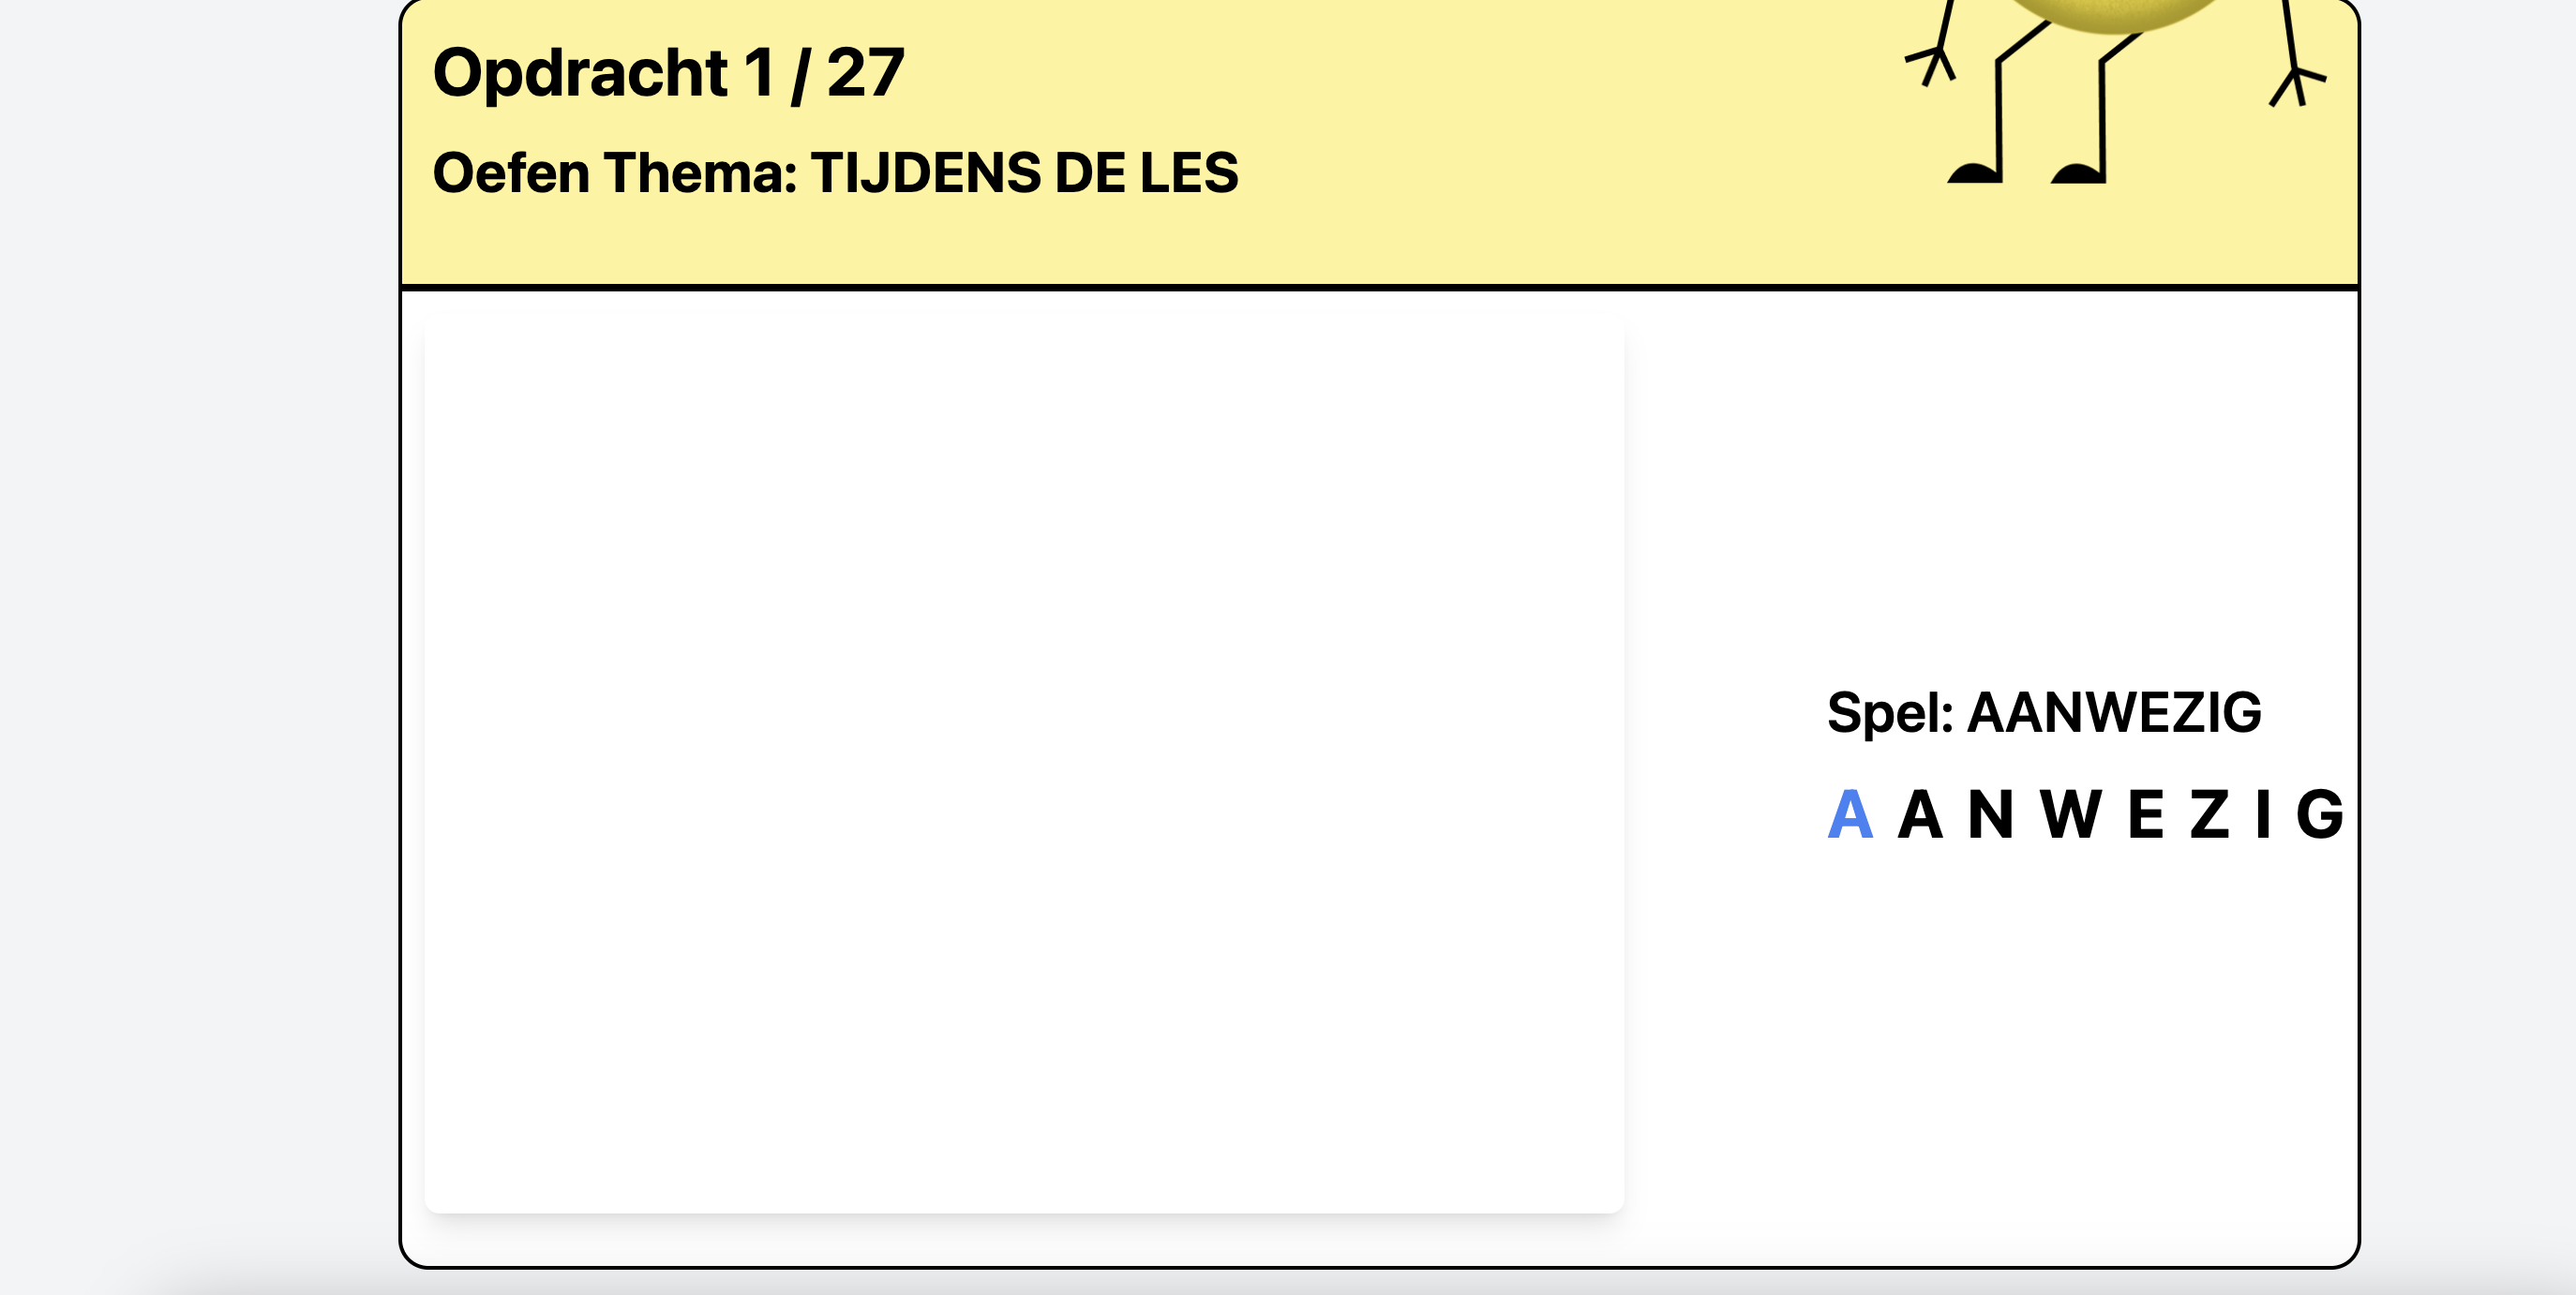 Opdracht 1 / 27
Oefen Thema: TIJDENS DE LES
Spel: AANWEZIG
A A N W E Z I G